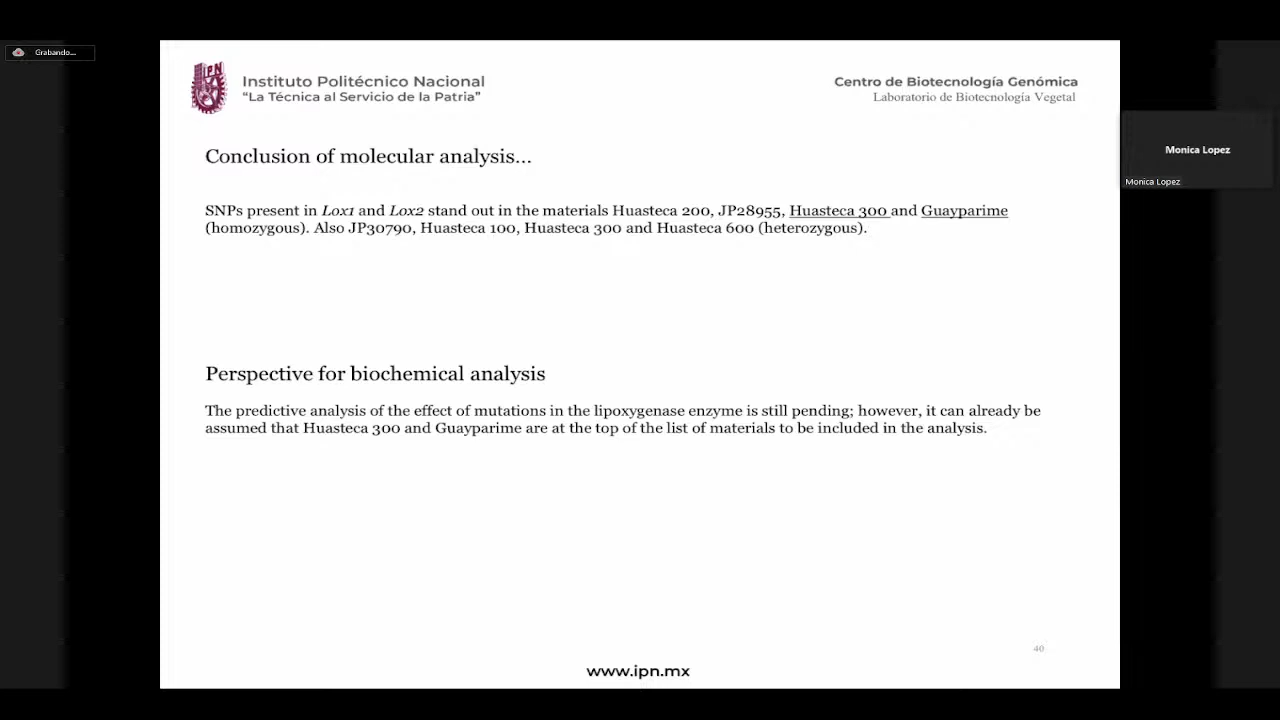 Grabando...
Instituto Politécnico Nacional
"La Técnica al Servicio de la Patria"
Centro de Biotecnología Genómica
Laboratorio de Biotecnología Vegetal
Monica Lopez
Monica Lopez
Conclusion of molecular analysis...
SNPs present in Lox1 and Lox2 stand out in the materials Huasteca 200, JP28955, Huasteca 300 and Guayparime
(homozygous). Also JP30790, Huasteca 100, Huasteca 300 and Huasteca 600 (heterozygous).
Perspective for biochemical analysis
The predictive analysis of the effect of mutations in the lipoxygenase enzyme is still pending; however, it can already be
assumed that Huasteca 300 and Guayparime are at the top of the list of materials to be included in the analysis.
40
www.ipn.mx